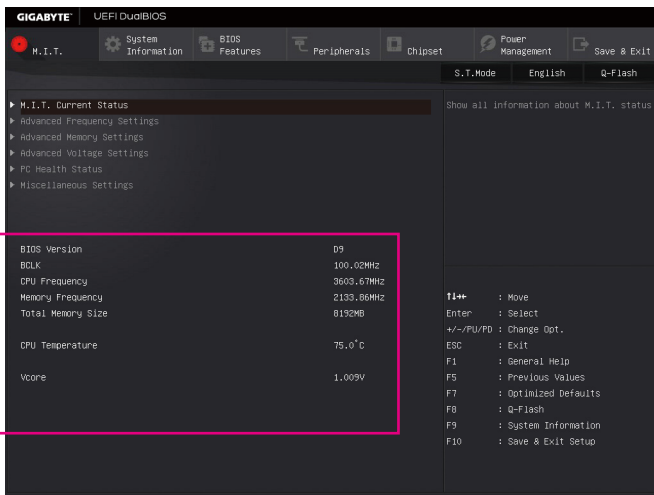 GIGABYTE™ UEFI DualBIOS
M.I.T.
System Information
BIOS Features
Peripherals
Chipset
Power Management
Save & Exit
S.T.Mode English Q-Flash
M.I.T. Current Status
Advanced Frequency Settings
Advanced Memory Settings
Advanced Voltage Settings
PC Health Status
Miscellaneous Settings
Show all information about M.I.T. status
BIOS Version D9
BCLK 100.02MHz
CPU Frequency 3603.67MHz
Memory Frequency 2133.86MHz
Total Memory Size 8192MB
CPU Temperature 75.0°C
Vcore 1.009V
↑↓→← : Move
Enter : Select
+/-/PU/PD : Change Opt.
ESC : Exit
F1 : General Help
F5 : Previous Values
F7 : Optimized Defaults
F8 : Q-Flash
F9 : System Information
F10 : Save & Exit Setup